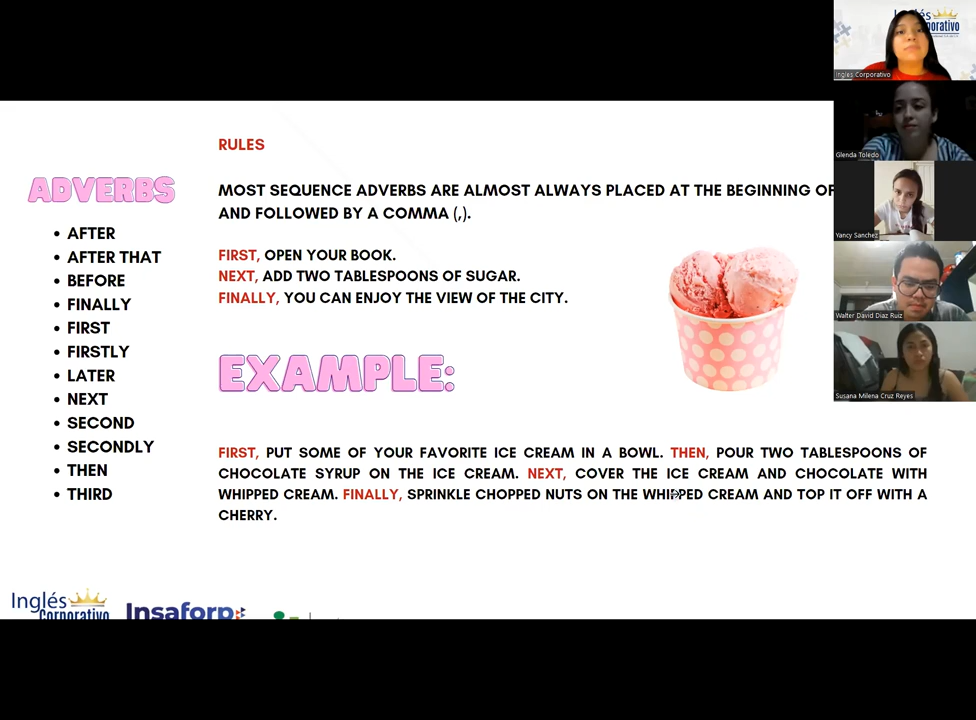 Inglés
Corporativo
Inglés Corporativo
Glenda Toledo
Yancy Sanchez
Walter David Diaz Ruiz
Susana Milena Cruz Reyes
ADVERBS
• AFTER
• AFTER THAT
• BEFORE
• FINALLY
• FIRST
• FIRSTLY
• LATER
• NEXT
• SECOND
• SECONDLY
• THEN
• THIRD
RULES
MOST SEQUENCE ADVERBS ARE ALMOST ALWAYS PLACED AT THE BEGINNING OF
AND FOLLOWED BY A COMMA (,).
FIRST, OPEN YOUR BOOK.
NEXT, ADD TWO TABLESPOONS OF SUGAR.
FINALLY, YOU CAN ENJOY THE VIEW OF THE CITY.
EXAMPLE:
FIRST, PUT SOME OF YOUR FAVORITE ICE CREAM IN A BOWL. THEN, POUR TWO TABLESPOONS OF
CHOCOLATE SYRUP ON THE ICE CREAM. NEXT, COVER THE ICE CREAM AND CHOCOLATE WITH
WHIPPED CREAM. FINALLY, SPRINKLE CHOPPED NUTS ON THE WHIPPED CREAM AND TOP IT OFF WITH A
CHERRY.
Inglés
Corporativo
Insaforp